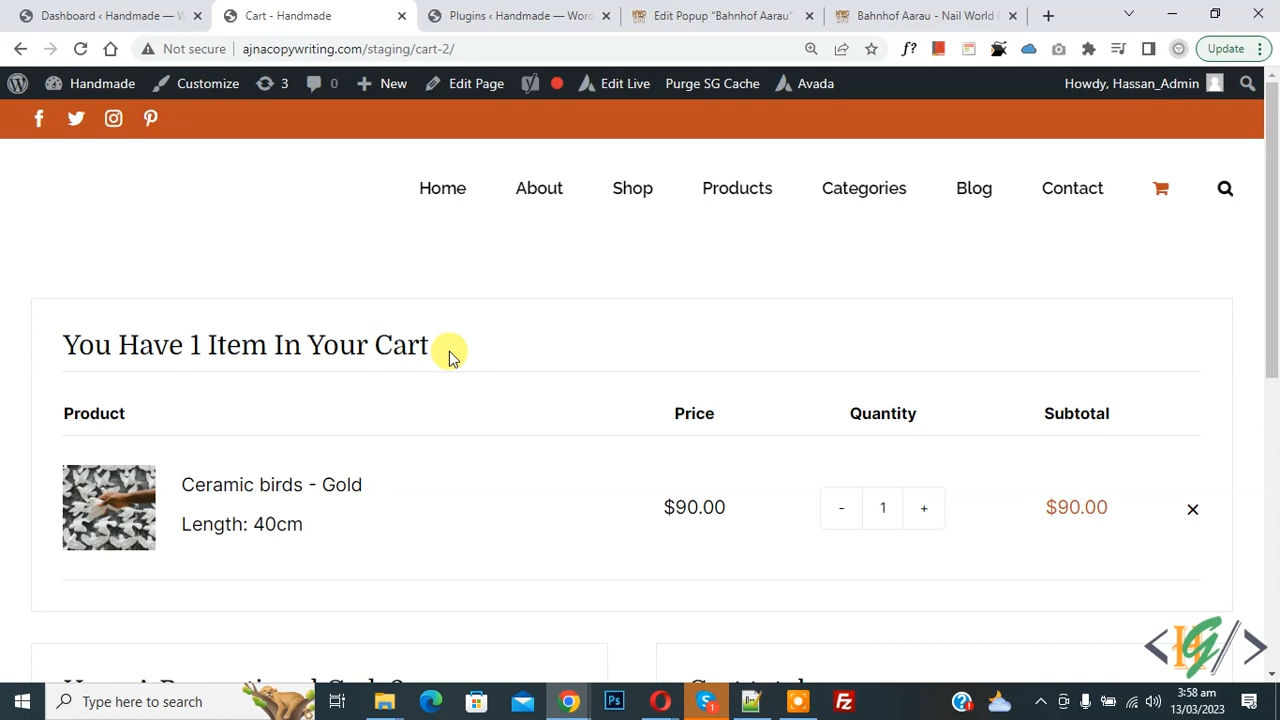 Dashboard ‹ Handmade — W
Cart - Handmade
Plugins ‹ Handmade — Word
Edit Popup "Bahnhof Aarau"
Bahnhof Aarau - Nail World
Not secure
ajnacopywriting.com/staging/cart-2/
f?
Update
Handmade
Customize
3
0
New
Edit Page
Edit Live
Purge SG Cache
Avada
Howdy, Hassan_Admin
Home
About
Shop
Products
Categories
Blog
Contact
You Have 1 Item In Your Cart
Product
Price
Quantity
Subtotal
Ceramic birds - Gold
Length: 40cm
$90.00
-
1
+
$90.00
×
Type here to search
Ps
3:58 am
13/03/2023